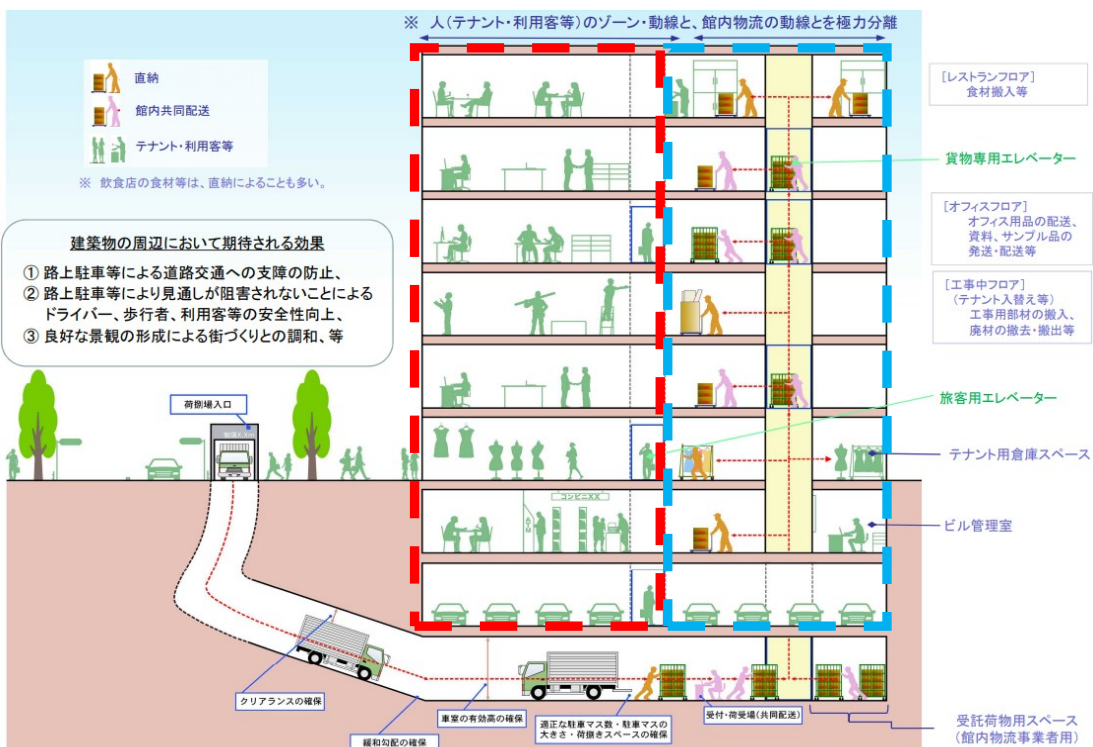 ※ 人(テナント・利用客等)のゾーン・動線と、館内物流の動線とを極力分離
直納
館内共同配送
テナント・利用客等
※ 飲食店の食材等は、直納によることも多い。
建築物の周辺において期待される効果
① 路上駐車等による道路交通への支障の防止、
② 路上駐車等により見通しが阻害されないことによる
ドライバー、歩行者、利用客等の安全性向上、
③ 良好な景観の形成による街づくりとの調和、等
[レストランフロア]
食材搬入等
貨物専用エレベーター
[オフィスフロア]
オフィス用品の配送、
資料、サンプル品の
発送・配送等
[工事中フロア]
(テナント入替え等)
工事用部材の搬入、
廃材の撤去・搬出等
旅客用エレベーター
テナント用倉庫スペース
ビル管理室
荷捌場入口
コンビニXX
ATM
クリアランスの確保
緩和勾配の確保
車室の有効高の確保
適正な駐車マス数・駐車マスの
大きさ・荷捌きスペースの確保
受付・荷受場(共同配送)
受託荷物用スペース
(館内物流事業者用)